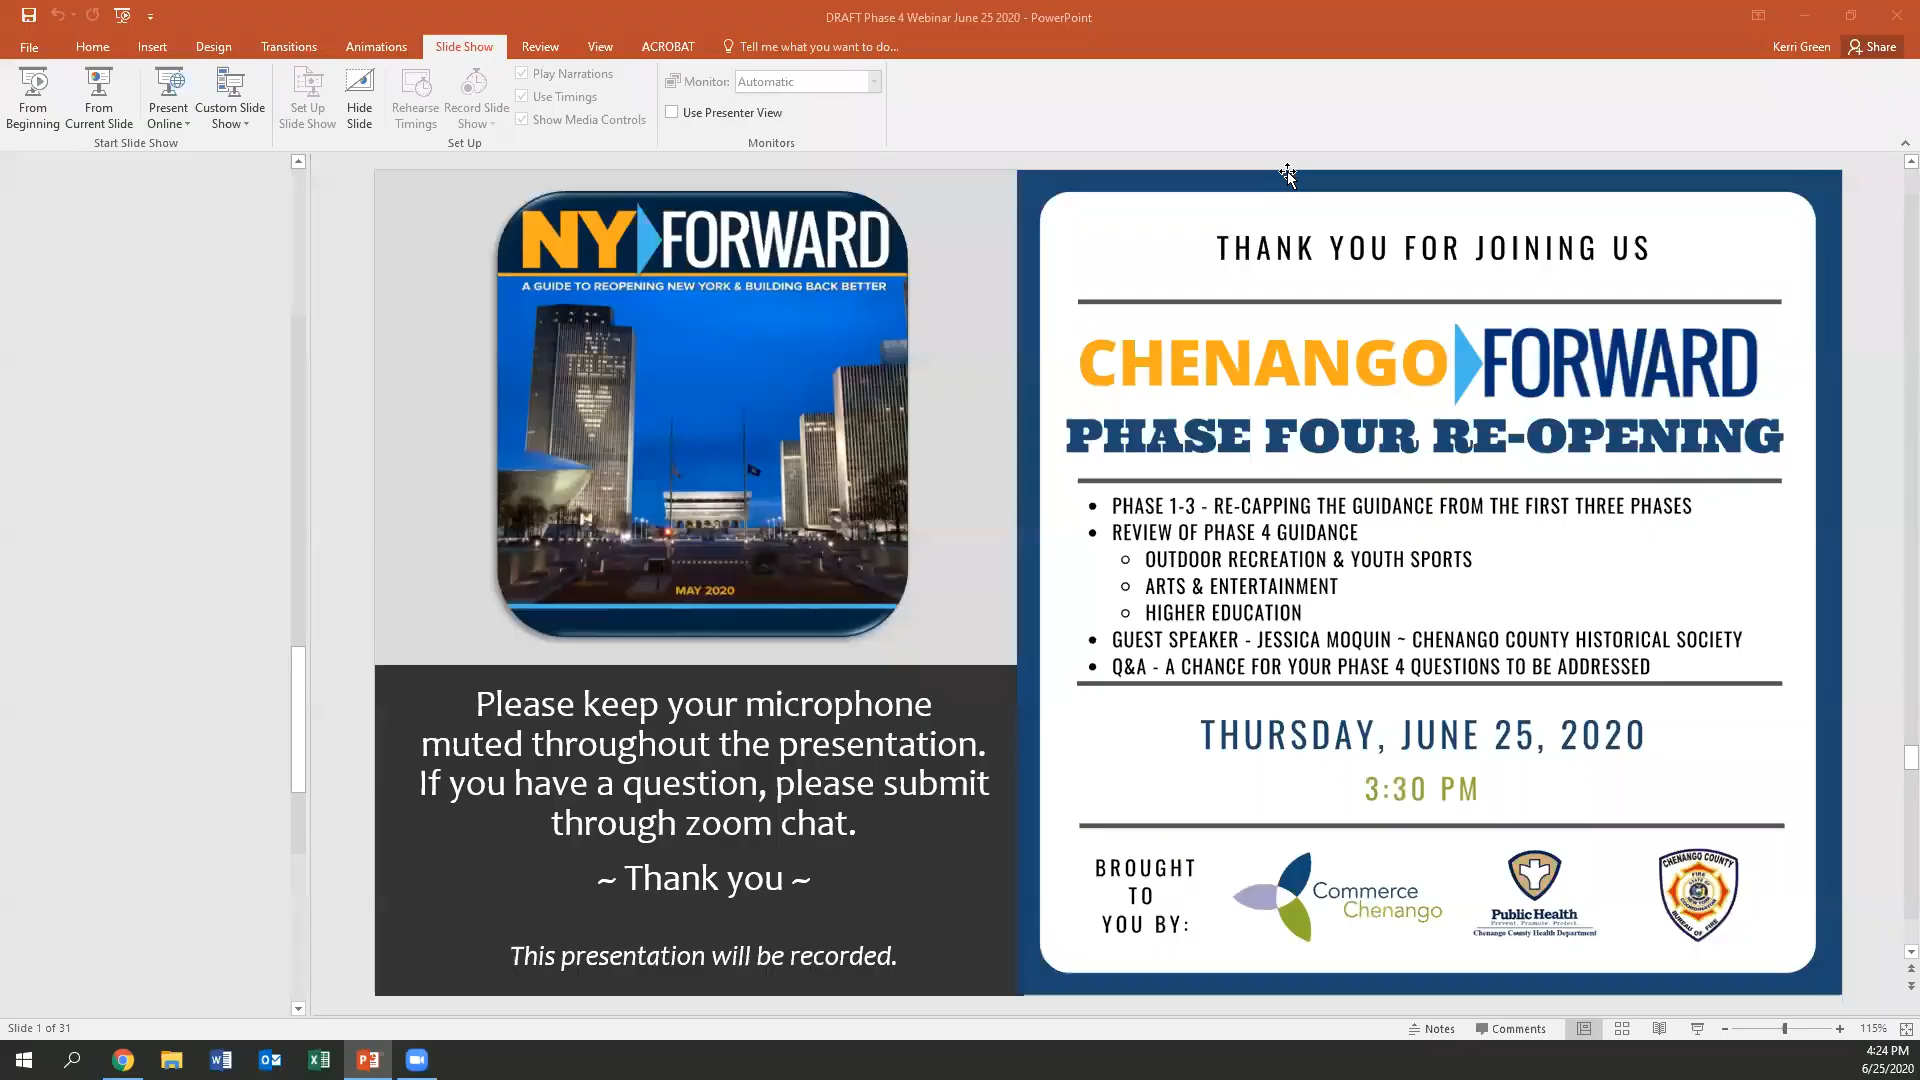 DRAFT Phase 4 Webinar June 25 2020 - PowerPoint
File Home Insert Design Transitions Animations Slide Show Review View ACROBAT Tell me what you want to do... Kerri Green Share
From Beginning
From Current Slide
Present Online
Custom Slide Show
Start Slide Show
Set Up Slide Show
Hide Slide
Rehearse Timings
Record Slide Show
Play Narrations
Use Timings
Show Media Controls
Set Up
Monitor: Automatic
Use Presenter View
Monitors
NY FORWARD
A GUIDE TO REOPENING NEW YORK & BUILDING BACK BETTER
MAY 2020
Please keep your microphone
muted throughout the presentation.
If you have a question, please submit
through zoom chat.
~ Thank you ~
This presentation will be recorded.
THANK YOU FOR JOINING US
CHENANGO FORWARD
PHASE FOUR RE-OPENING
• PHASE 1-3 - RE-CAPPING THE GUIDANCE FROM THE FIRST THREE PHASES
• REVIEW OF PHASE 4 GUIDANCE
○ OUTDOOR RECREATION & YOUTH SPORTS
○ ARTS & ENTERTAINMENT
○ HIGHER EDUCATION
• GUEST SPEAKER - JESSICA MOQUIN ~ CHENANGO COUNTY HISTORICAL SOCIETY
• Q&A - A CHANCE FOR YOUR PHASE 4 QUESTIONS TO BE ADDRESSED
THURSDAY, JUNE 25, 2020
3:30 PM
BROUGHT
TO
YOU BY:
Commerce
Chenango
Public Health
Prevent. Promote. Protect.
Chenango County Health Department
CHENANGO COUNTY
FIRE
COORDINATOR
BUREAU OF FIRE
Slide 1 of 31
Notes Comments 115%
4:24 PM
6/25/2020